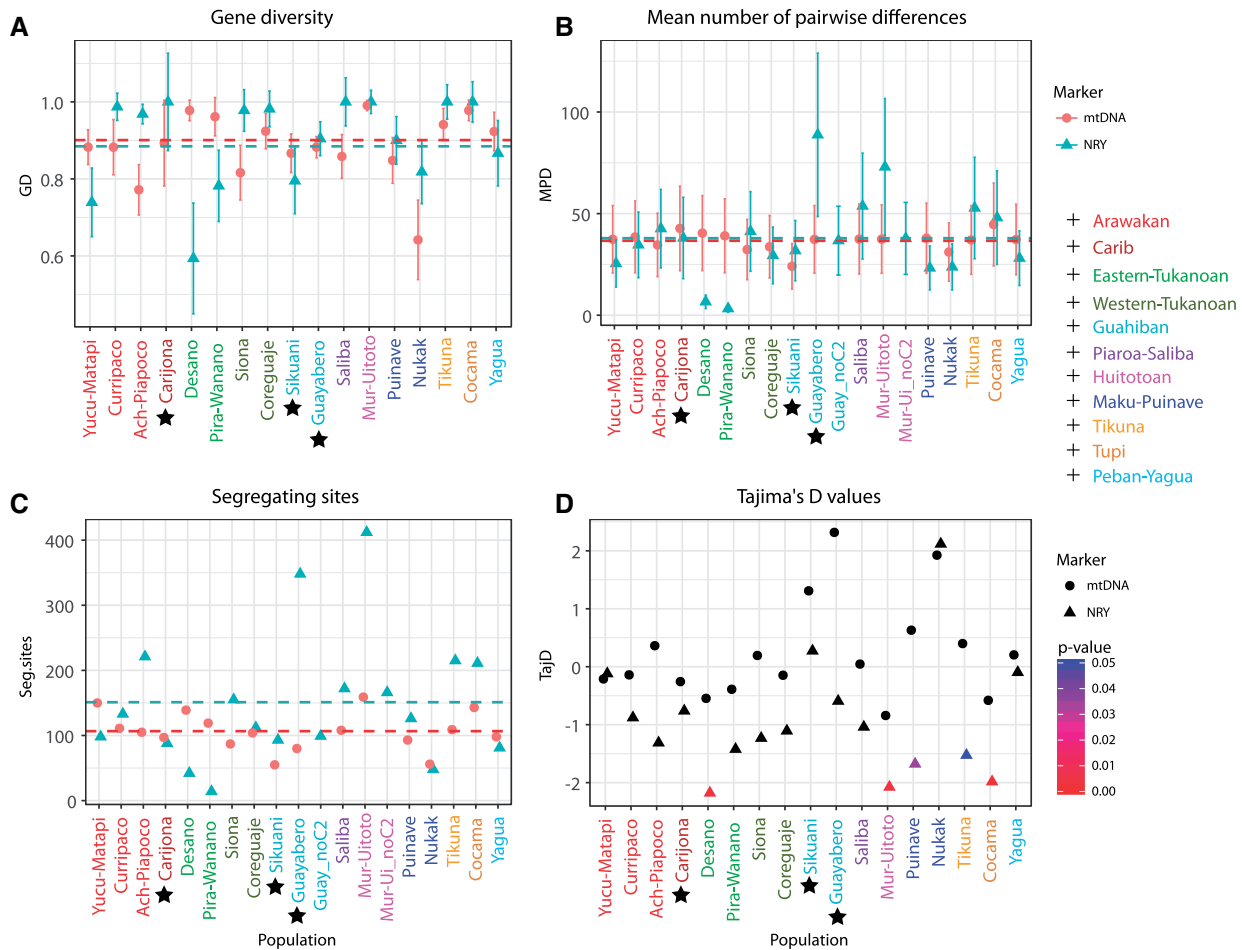 A
Gene diversity
GD
1.0
0.8
0.6
Yucu-Matapi
Curripaco
Ach-Piapoco
Carijona
Desano
Pira-Wanano
Siona
Coreguaje
Sikuani
Guayabero
Saliba
Mur-Uitoto
Puinave
Nukak
Tikuna
Cocama
Yagua
B
Mean number of pairwise differences
MPD
100
50
0
Yucu-Matapi
Curripaco
Ach-Piapoco
Carijona
Desano
Pira-Wanano
Siona
Coreguaje
Sikuani
Guayabero
Guay_noC2
Saliba
Mur-Uitoto
Mur-Ui_noC2
Puinave
Nukak
Tikuna
Cocama
Yagua
Marker
mtDNA
NRY
+ Arawakan
+ Carib
+ Eastern-Tukanoan
+ Western-Tukanoan
+ Guahiban
+ Piaroa-Saliba
+ Huitotoan
+ Maku-Puinave
+ Tikuna
+ Tupi
+ Peban-Yagua
C
Segregating sites
Seg.sites
400
300
200
100
0
Yucu-Matapi
Curripaco
Ach-Piapoco
Carijona
Desano
Pira-Wanano
Siona
Coreguaje
Sikuani
Guayabero
Guay_noC2
Saliba
Mur-Uitoto
Mur-Ui_noC2
Puinave
Nukak
Tikuna
Cocama
Yagua
Population
D
Tajima's D values
TajD
2
1
0
-1
-2
Yucu-Matapi
Curripaco
Ach-Piapoco
Carijona
Desano
Pira-Wanano
Siona
Coreguaje
Sikuani
Guayabero
Saliba
Mur-Uitoto
Puinave
Nukak
Tikuna
Cocama
Yagua
Population
Marker
mtDNA
NRY
p-value
0.05
0.04
0.03
0.02
0.01
0.00